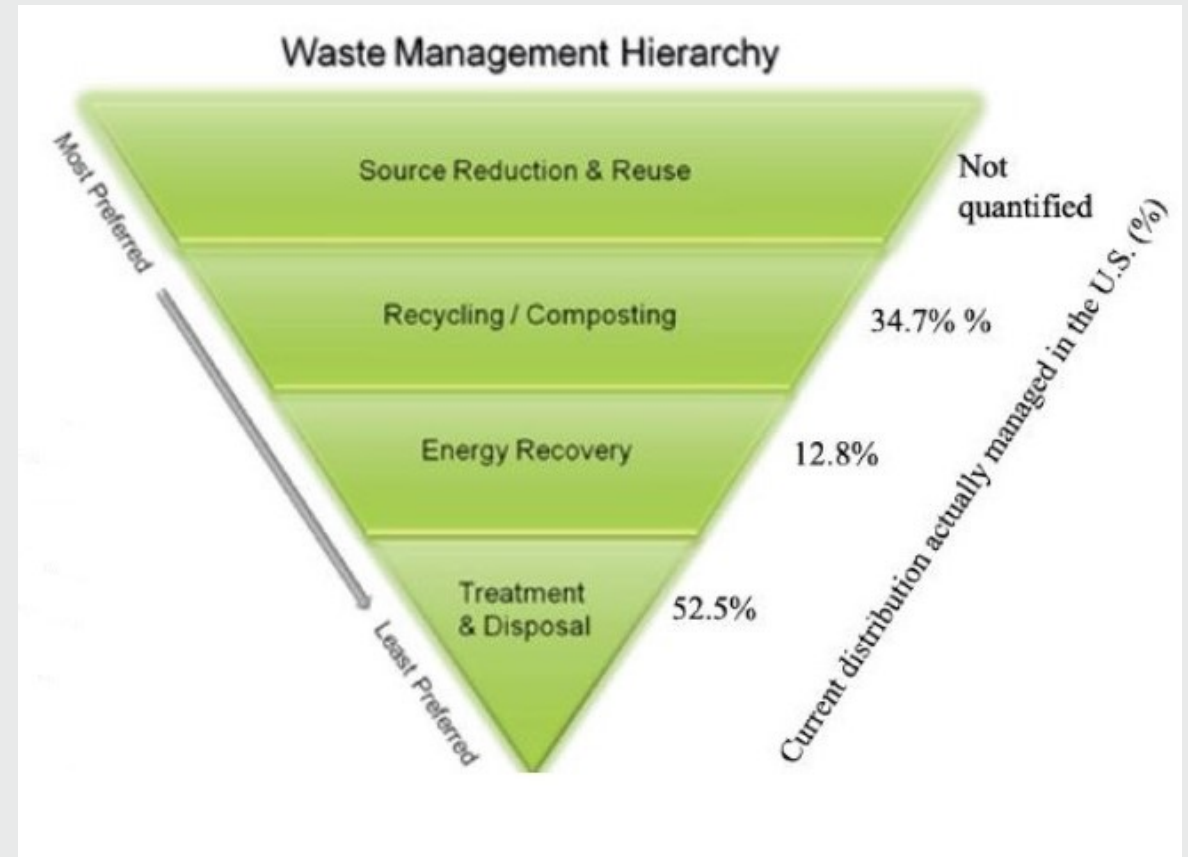 Waste Management Hierarchy
Most Preferred
Source Reduction & Reuse
Not
quantified
Recycling / Composting
34.7% %
Energy Recovery
12.8%
Treatment
& Disposal
52.5%
Least Preferred
Current distribution actually managed in the U.S. (%)